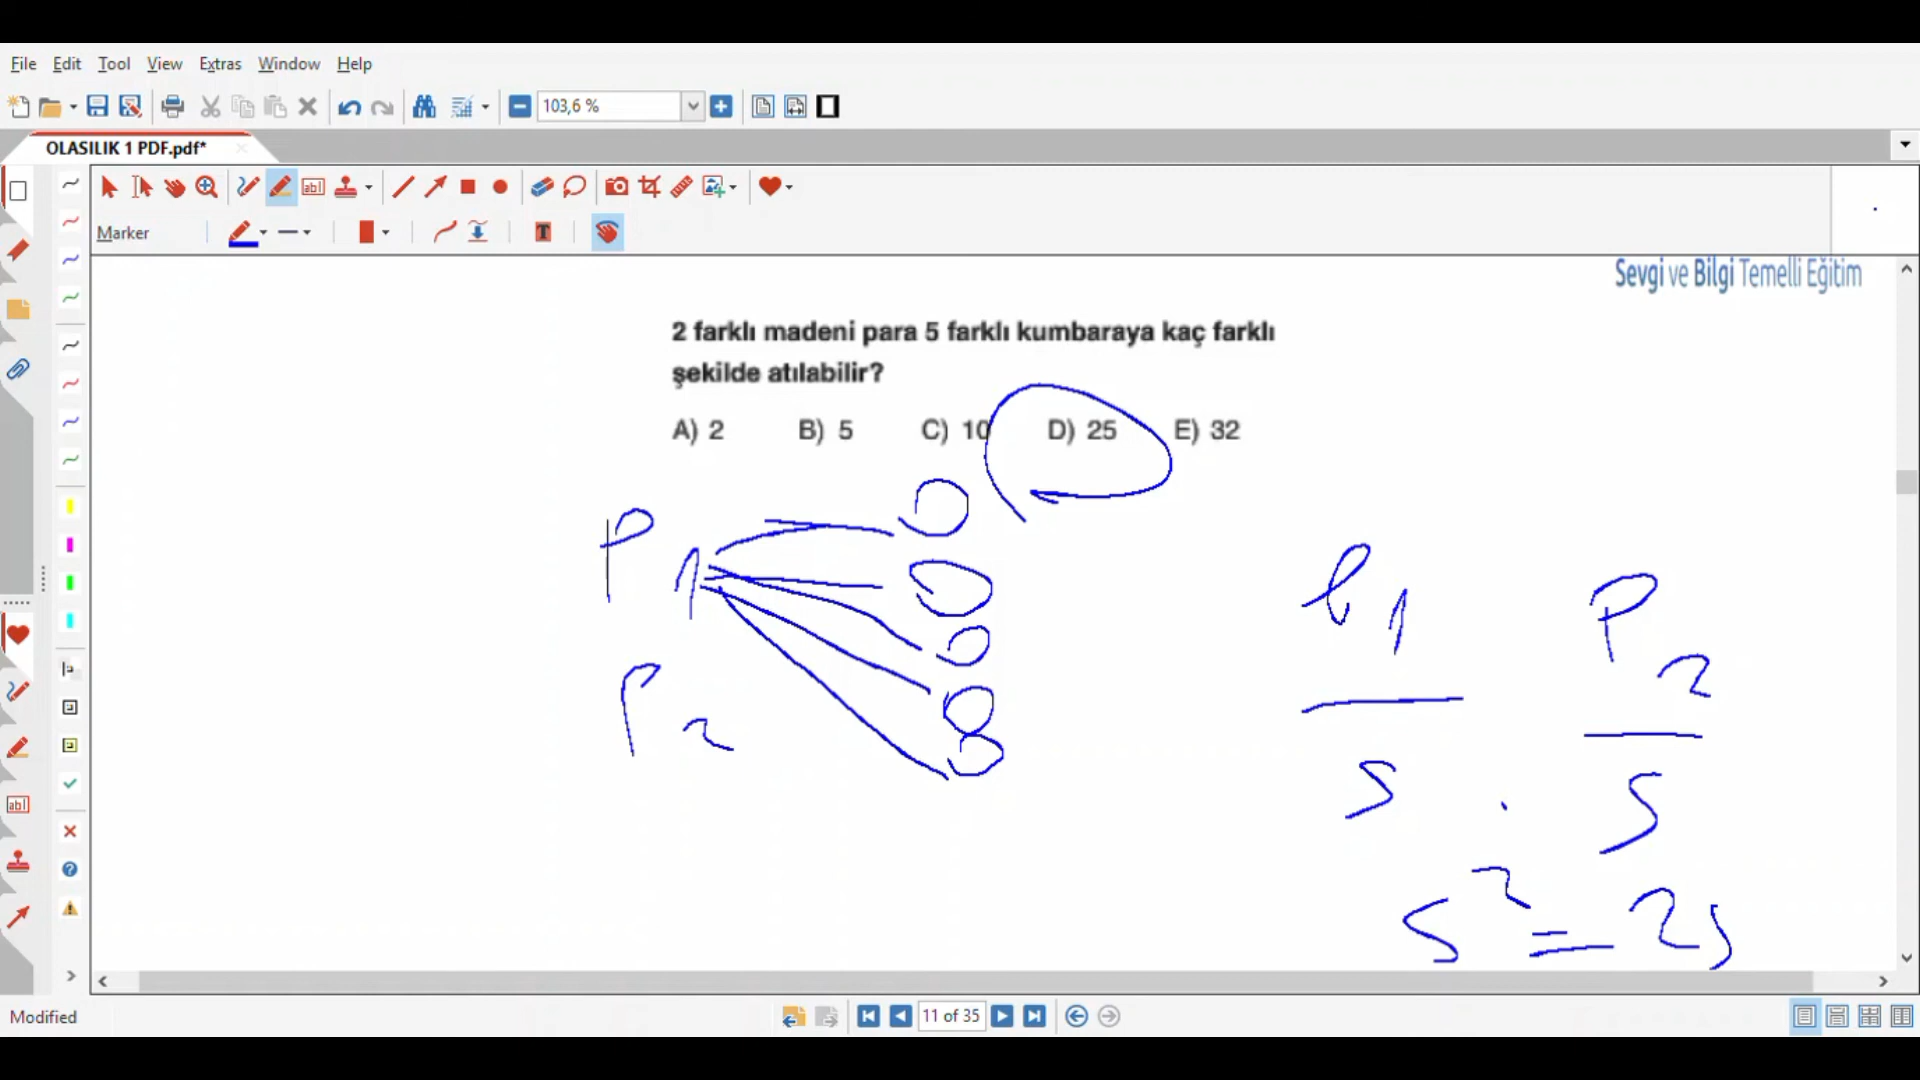 File Edit Tool View Extras Window Help
103,6 %
OLASILIK 1 PDF.pdf*
Marker
Sevgi ve Bilgi Temelli Eğitim
2 farklı madeni para 5 farklı kumbaraya kaç farklı
şekilde atılabilir?
A) 2 B) 5 C) 10 D) 25 E) 32
P1
P2
P2
5 . 5
5² = 25
Modified
11 of 35